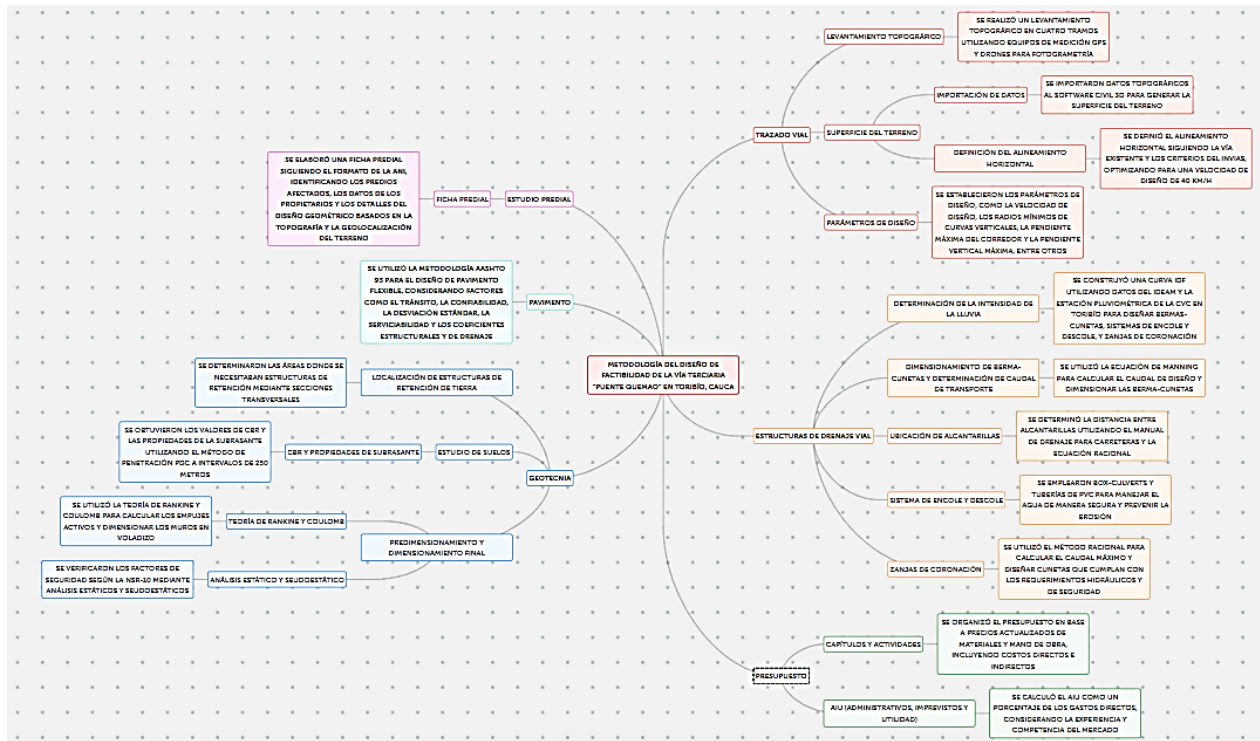 METODOLOGÍA DEL DISEÑO DE
FACTIBILIDAD DE LA VÍA TERCIARIA
"PUENTE QUEMAO" EN TORIBÍO, CAUCA
TRAZADO VIAL
LEVANTAMIENTO TOPOGRÁFICO
SE REALIZÓ UN LEVANTAMIENTO
TOPOGRÁFICO EN CUATRO TRAMOS
UTILIZANDO EQUIPOS DE MEDICIÓN GPS
Y DRONES PARA FOTOGRAMETRÍA
SUPERFICIE DEL TERRENO
IMPORTACIÓN DE DATOS
SE IMPORTARON DATOS TOPOGRÁFICOS
AL SOFTWARE CIVIL 3D PARA GENERAR LA
SUPERFICIE DEL TERRENO
DEFINICIÓN DEL ALINEAMIENTO
HORIZONTAL
SE DEFINIÓ EL ALINEAMIENTO
HORIZONTAL SIGUIENDO LA VÍA
EXISTENTE Y LOS CRITERIOS DEL INVIAS,
OPTIMIZANDO PARA UNA VELOCIDAD DE
DISEÑO DE 40 KM/H
PARÁMETROS DE DISEÑO
SE ESTABLECIERON LOS PARÁMETROS DE
DISEÑO, COMO LA VELOCIDAD DE
DISEÑO, LOS RADIOS MÍNIMOS DE
CURVAS VERTICALES, LA PENDIENTE
MÁXIMA DEL CORREDOR Y LA PENDIENTE
VERTICAL MÁXIMA, ENTRE OTROS
ESTRUCTURAS DE DRENAJE VIAL
DETERMINACIÓN DE LA INTENSIDAD DE
LA LLUVIA
SE CONSTRUYÓ UNA CURVA IDF
UTILIZANDO DATOS DEL IDEAM Y LA
ESTACIÓN PLUVIOMÉTRICA DE LA CVC EN
TORIBÍO PARA DISEÑAR BERMAS-
CUNETAS, SISTEMAS DE ENCOLE Y
DESCOLE, Y ZANJAS DE CORONACIÓN
DIMENSIONAMIENTO DE BERMA-
CUNETAS Y DETERMINACIÓN DE CAUDAL
DE TRANSPORTE
SE UTILIZÓ LA ECUACIÓN DE MANNING
PARA CALCULAR EL CAUDAL DE DISEÑO Y
DIMENSIONAR LAS BERMA-CUNETAS
UBICACIÓN DE ALCANTARILLAS
SE DETERMINÓ LA DISTANCIA ENTRE
ALCANTARILLAS UTILIZANDO EL MANUAL
DE DRENAJE PARA CARRETERAS Y LA
ECUACIÓN RACIONAL
SISTEMA DE ENCOLE Y DESCOLE
SE EMPLEARON BOX-CULVERTS Y
TUBERÍAS DE PVC PARA MANEJAR EL
AGUA DE MANERA SEGURA Y PREVENIR LA
EROSIÓN
ZANJAS DE CORONACIÓN
SE UTILIZÓ EL MÉTODO RACIONAL PARA
CALCULAR EL CAUDAL MÁXIMO Y
DISEÑAR CUNETAS QUE CUMPLAN CON
LOS REQUERIMIENTOS HIDRÁULICOS Y
DE SEGURIDAD
PRESUPUESTO
CAPÍTULOS Y ACTIVIDADES
SE ORGANIZÓ EL PRESUPUESTO EN BASE
A PRECIOS ACTUALIZADOS DE
MATERIALES Y MANO DE OBRA,
INCLUYENDO COSTOS DIRECTOS E
INDIRECTOS
AIU (ADMINISTRATIVOS, IMPREVISTOS Y
UTILIDAD)
SE CALCULÓ EL AIU COMO UN
PORCENTAJE DE LOS GASTOS DIRECTOS,
CONSIDERANDO LA EXPERIENCIA Y
COMPETENCIA DEL MERCADO
ESTUDIO PREDIAL
FICHA PREDIAL
SE ELABORÓ UNA FICHA PREDIAL
SIGUIENDO EL FORMATO DE LA ANI,
IDENTIFICANDO LOS PREDIOS
AFECTADOS, LOS DATOS DE LOS
PROPIETARIOS Y LOS DETALLES DEL
DISEÑO GEOMÉTRICO BASADOS EN LA
TOPOGRAFÍA Y LA GEOLOCALIZACIÓN
DEL TERRENO
PAVIMENTO
SE UTILIZÓ LA METODOLOGÍA AASHTO
93 PARA EL DISEÑO DE PAVIMENTO
FLEXIBLE, CONSIDERANDO FACTORES
COMO EL TRÁNSITO, LA CONFIABILIDAD,
LA DESVIACIÓN ESTÁNDAR, LA
SERVICIABILIDAD Y LOS COEFICIENTES
ESTRUCTURALES Y DE DRENAJE
GEOTECNIA
LOCALIZACIÓN DE ESTRUCTURAS DE
RETENCIÓN DE TIERRA
SE DETERMINARON LAS ÁREAS DONDE SE
NECESITABAN ESTRUCTURAS DE
RETENCIÓN MEDIANTE SECCIONES
TRANSVERSALES
ESTUDIO DE SUELOS
CBR Y PROPIEDADES DE SUBRASANTE
SE OBTUVIERON LOS VALORES DE CBR Y
LAS PROPIEDADES DE LA SUBRASANTE
UTILIZANDO EL MÉTODO DE
PENETRACIÓN PDC A INTERVALOS DE 250
METROS
PREDIMENSIONAMIENTO Y
DIMENSIONAMIENTO FINAL
TEORÍA DE RANKINE Y COULOMB
SE UTILIZÓ LA TEORÍA DE RANKINE Y
COULOMB PARA CALCULAR LOS EMPUJES
ACTIVOS Y DIMENSIONAR LOS MUROS EN
VOLADIZO
ANÁLISIS ESTÁTICO Y SEUDOESTÁTICO
SE VERIFICARON LOS FACTORES DE
SEGURIDAD SEGÚN LA NSR-10 MEDIANTE
ANÁLISIS ESTÁTICOS Y SEUDOESTÁTICOS